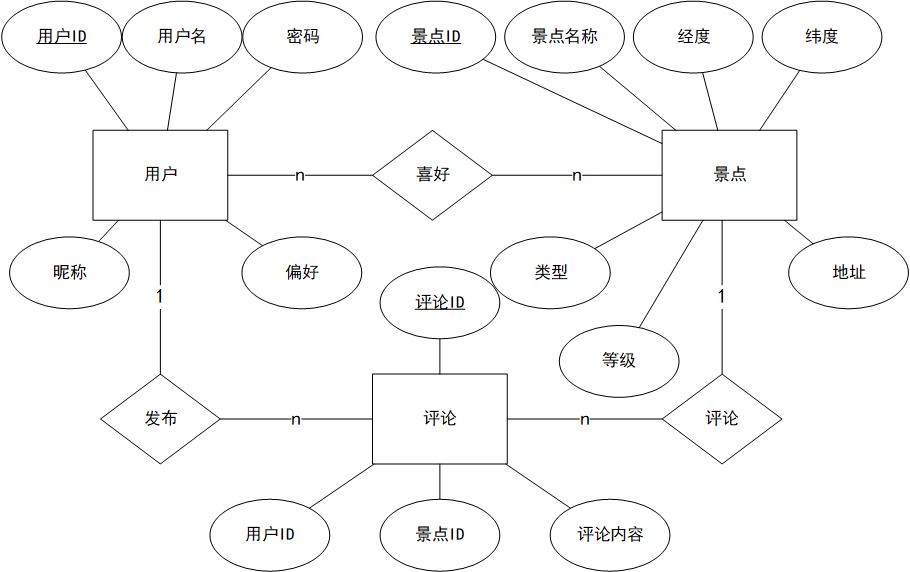 用户ID
用户名
密码
景点ID
景点名称
经度
纬度
用户
n
喜好
n
景点
昵称
偏好
类型
地址
1
评论ID
1
等级
发布
n
评论
n
评论
用户ID
景点ID
评论内容